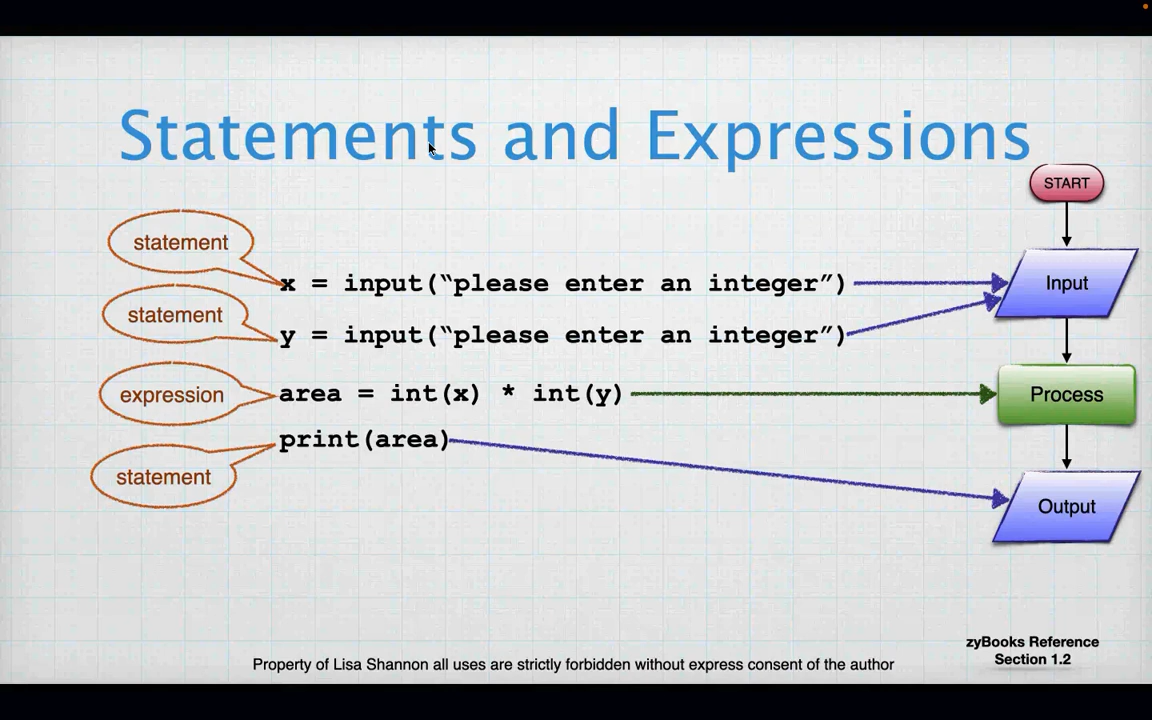 Statements and Expressions
START
statement
x = input(“please enter an integer”)
Input
statement
y = input(“please enter an integer”)
expression
area = int(x) * int(y)
Process
print(area)
statement
Output
zyBooks Reference
Section 1.2
Property of Lisa Shannon all uses are strictly forbidden without express consent of the author